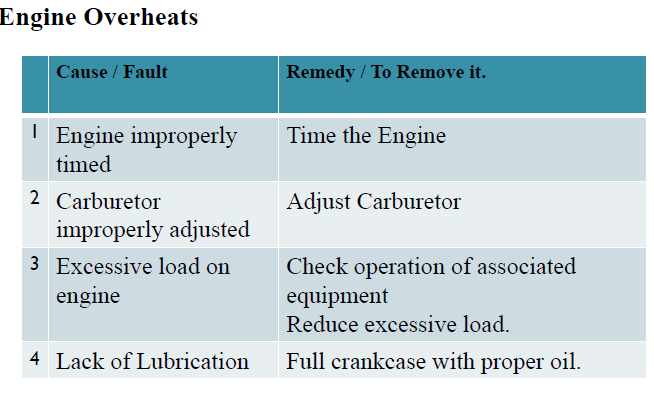 Engine Overheats
Cause / Fault
Remedy / To Remove it.
1
Engine improperly
timed
Time the Engine
2
Carburetor
improperly adjusted
Adjust Carburetor
3
Excessive load on
engine
Check operation of associated
equipment
Reduce excessive load.
4
Lack of Lubrication
Full crankcase with proper oil.